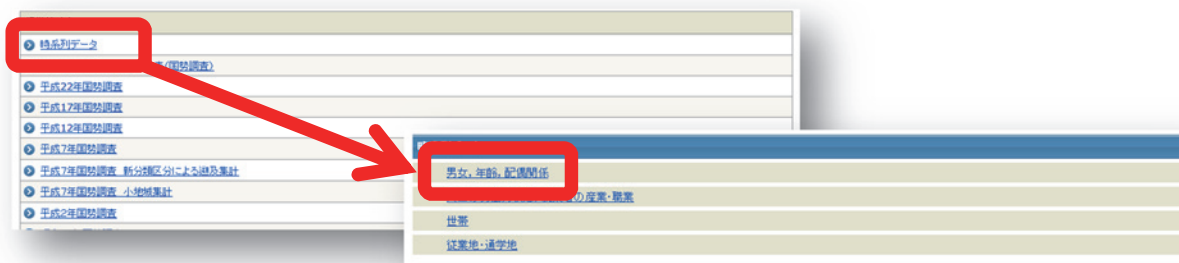 時系列データ
(国勢調査)
平成22年国勢調査
平成17年国勢調査
平成12年国勢調査
平成7年国勢調査
平成7年国勢調査 新分類区分による遡及集計
平成7年国勢調査 小地域集計
平成2年国勢調査
男女,年齢,配偶関係
の産業・職業
世帯
従業地・通学地